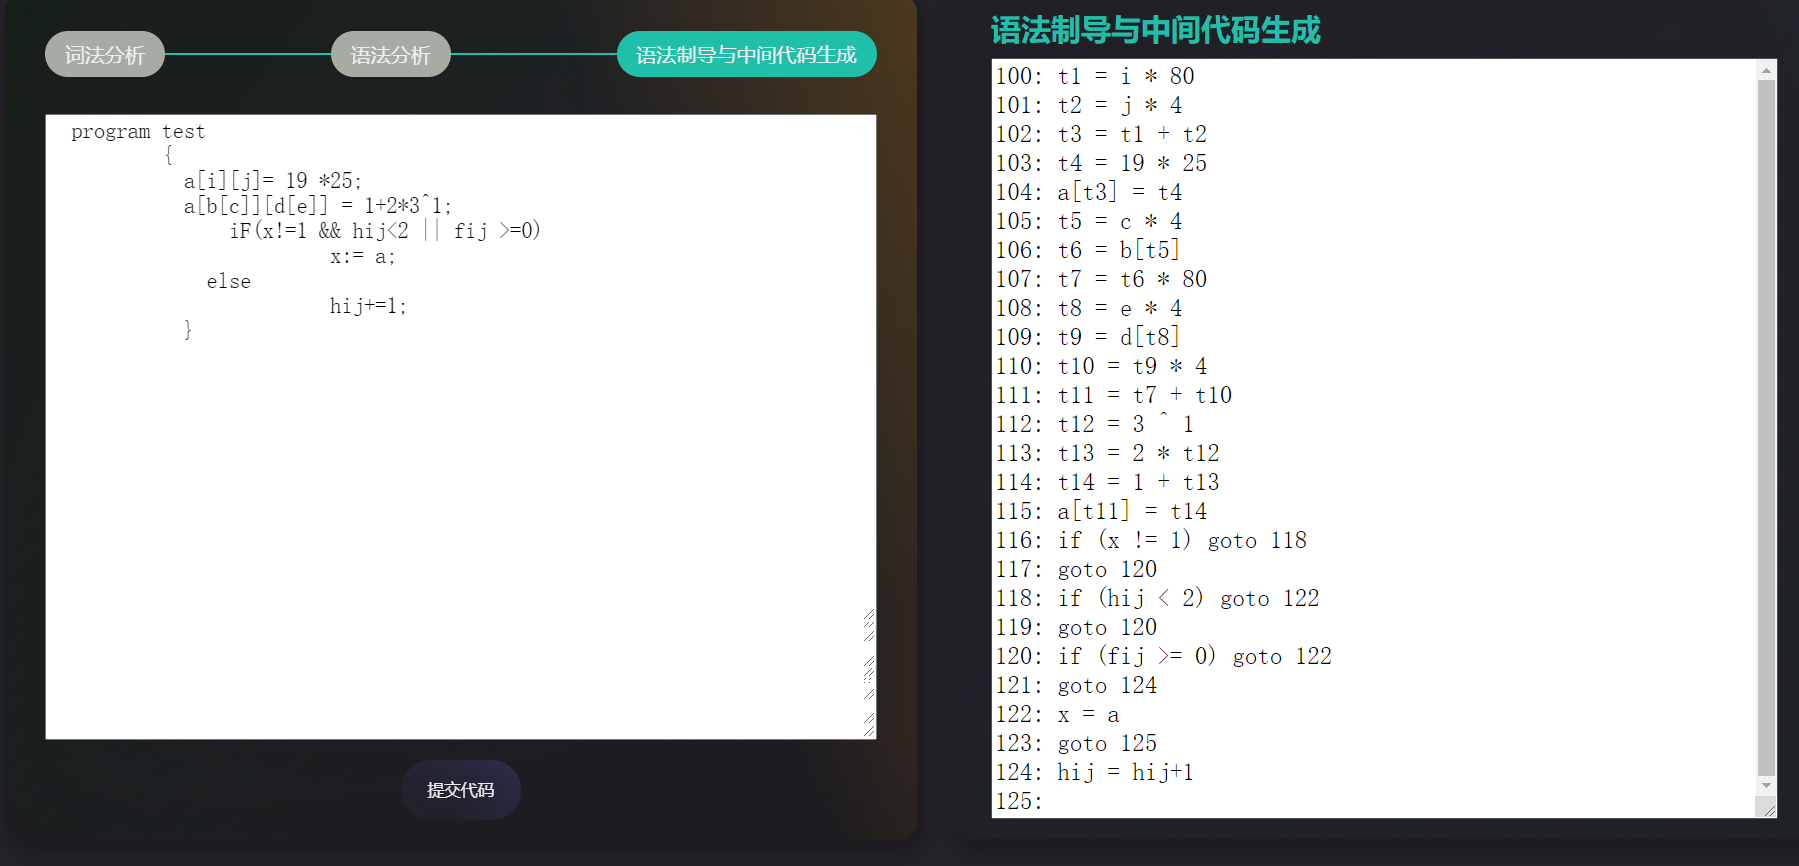 词法分析 语法分析 语法制导与中间代码生成
program test
{
a[i][j]= 19 *25;
a[b[c]][d[e]] = 1+2*3^1;
iF(x!=1 && hij<2 || fij >=0)
x:= a;
else
hij+=1;
}
提交代码
语法制导与中间代码生成
100: t1 = i * 80
101: t2 = j * 4
102: t3 = t1 + t2
103: t4 = 19 * 25
104: a[t3] = t4
105: t5 = c * 4
106: t6 = b[t5]
107: t7 = t6 * 80
108: t8 = e * 4
109: t9 = d[t8]
110: t10 = t9 * 4
111: t11 = t7 + t10
112: t12 = 3 ^ 1
113: t13 = 2 * t12
114: t14 = 1 + t13
115: a[t11] = t14
116: if (x != 1) goto 118
117: goto 120
118: if (hij < 2) goto 122
119: goto 120
120: if (fij >= 0) goto 122
121: goto 124
122: x = a
123: goto 125
124: hij = hij+1
125: